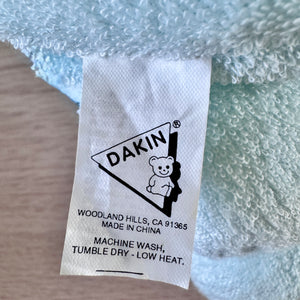 DAKIN®
WOODLAND HILLS, CA 91365
MADE IN CHINA
MACHINE WASH,
TUMBLE DRY - LOW HEAT.